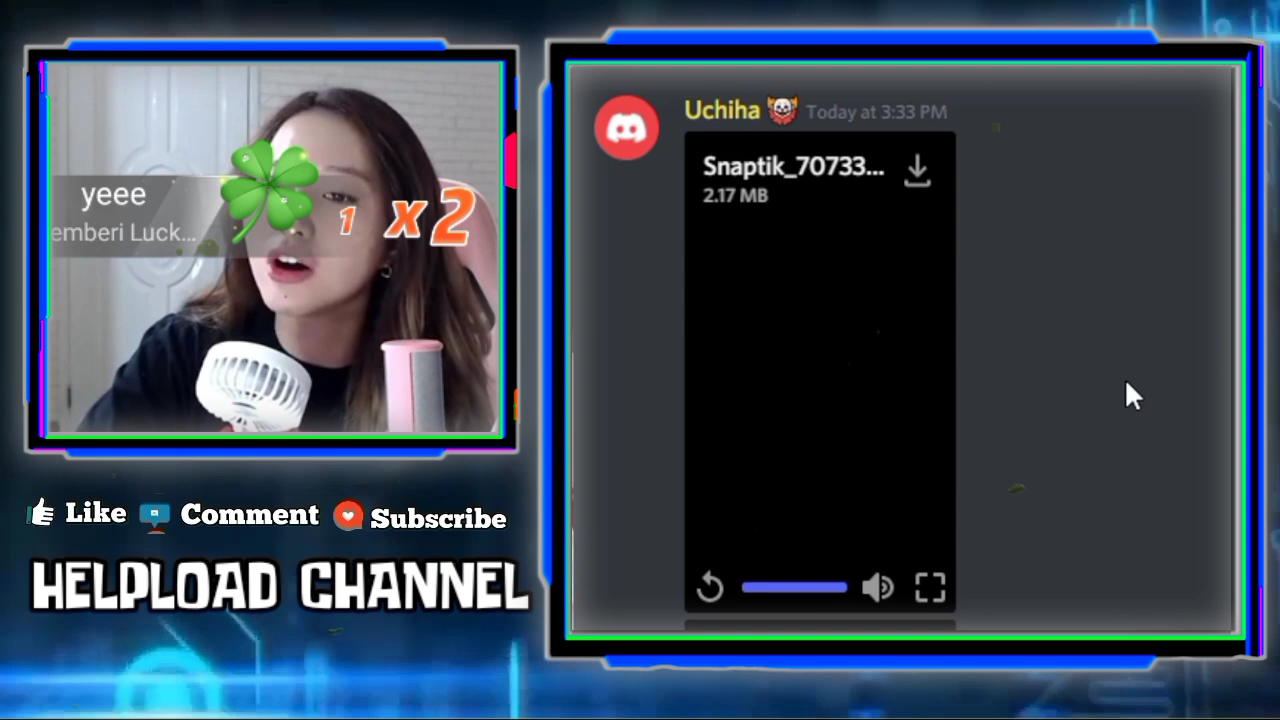 yeee
emberi Luck...
1 x2
Like
Comment
Subscribe
HELPLOAD CHANNEL
Uchiha Today at 3:33 PM
Snaptik_70733...
2.17 MB